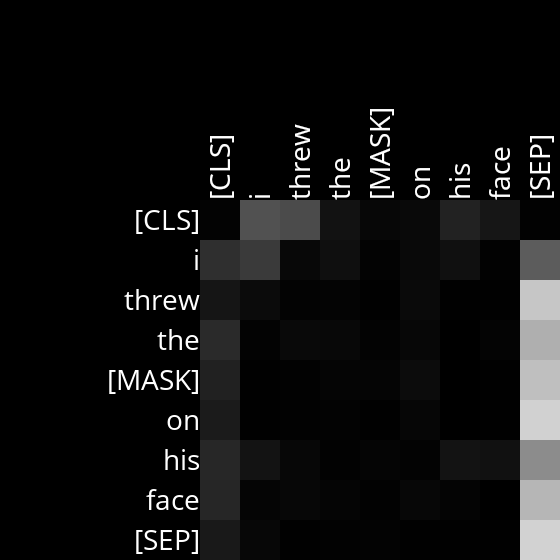 [CLS] i threw the [MASK] on his face [SEP]
[CLS]
i
threw
the
[MASK]
on
his
face
[SEP]